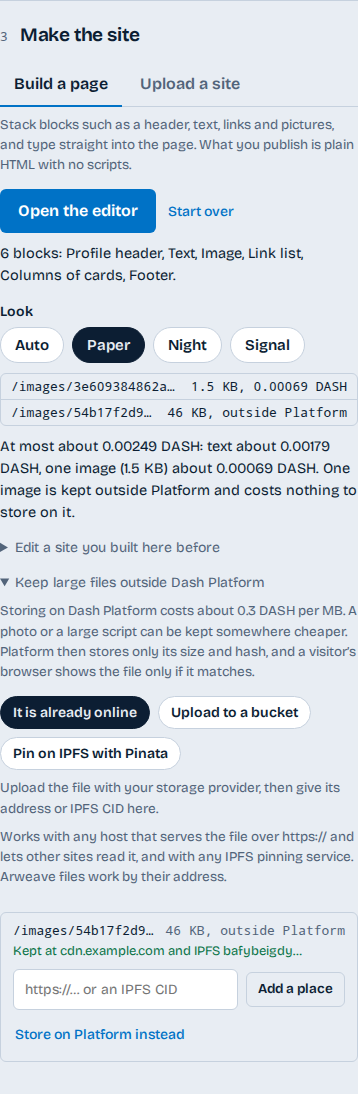 3 Make the site
Build a page Upload a site
Stack blocks such as a header, text, links and pictures,
and type straight into the page. What you publish is plain
HTML with no scripts.
Open the editor Start over
6 blocks: Profile header, Text, Image, Link list,
Columns of cards, Footer.
Look
Auto Paper Night Signal
/images/3e609384862a… 1.5 KB, 0.00069 DASH
/images/54b17f2d9… 46 KB, outside Platform
At most about 0.00249 DASH: text about 0.00179
DASH, one image (1.5 KB) about 0.00069 DASH. One
image is kept outside Platform and costs nothing to
store on it.
▶ Edit a site you built here before
▼ Keep large files outside Dash Platform
Storing on Dash Platform costs about 0.3 DASH per MB. A
photo or a large script can be kept somewhere cheaper.
Platform then stores only its size and hash, and a visitor's
browser shows the file only if it matches.
It is already online Upload to a bucket
Pin on IPFS with Pinata
Upload the file with your storage provider, then give its
address or IPFS CID here.
Works with any host that serves the file over https:// and
lets other sites read it, and with any IPFS pinning service.
Arweave files work by their address.
/images/54b17f2d9… 46 KB, outside Platform
Kept at cdn.example.com and IPFS bafybeigdy…
https://… or an IPFS CID Add a place
Store on Platform instead